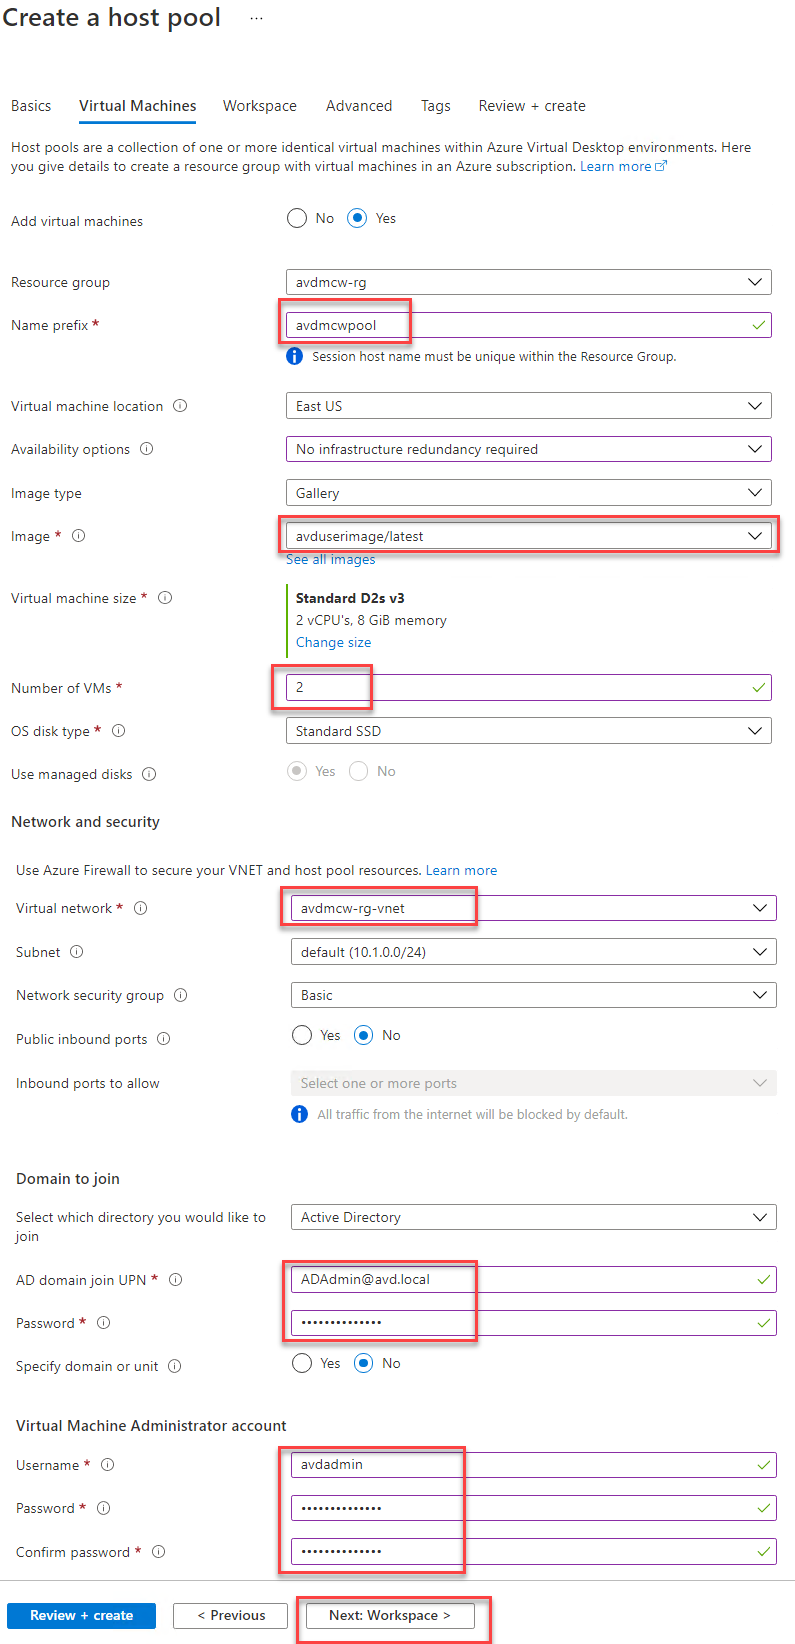 Create a host pool ...
Basics Virtual Machines Workspace Advanced Tags Review + create
Host pools are a collection of one or more identical virtual machines within Azure Virtual Desktop environments. Here
you give details to create a resource group with virtual machines in an Azure subscription. Learn more
Add virtual machines No Yes
Resource group avdmcw-rg
Name prefix * avdmcwpool
Session host name must be unique within the Resource Group.
Virtual machine location East US
Availability options No infrastructure redundancy required
Image type Gallery
Image * avduserimage/latest
See all images
Virtual machine size * Standard D2s v3
2 vCPU's, 8 GiB memory
Change size
Number of VMs * 2
OS disk type * Standard SSD
Use managed disks Yes No
Network and security
Use Azure Firewall to secure your VNET and host pool resources. Learn more
Virtual network * avdmcw-rg-vnet
Subnet default (10.1.0.0/24)
Network security group Basic
Public inbound ports Yes No
Inbound ports to allow Select one or more ports
All traffic from the internet will be blocked by default.
Domain to join
Select which directory you would like to Active Directory
join
AD domain join UPN * ADAdmin@avd.local
Password * ••••••••••••••
Specify domain or unit Yes No
Virtual Machine Administrator account
Username * avdadmin
Password * ••••••••••••••
Confirm password * ••••••••••••••
Review + create < Previous Next: Workspace >